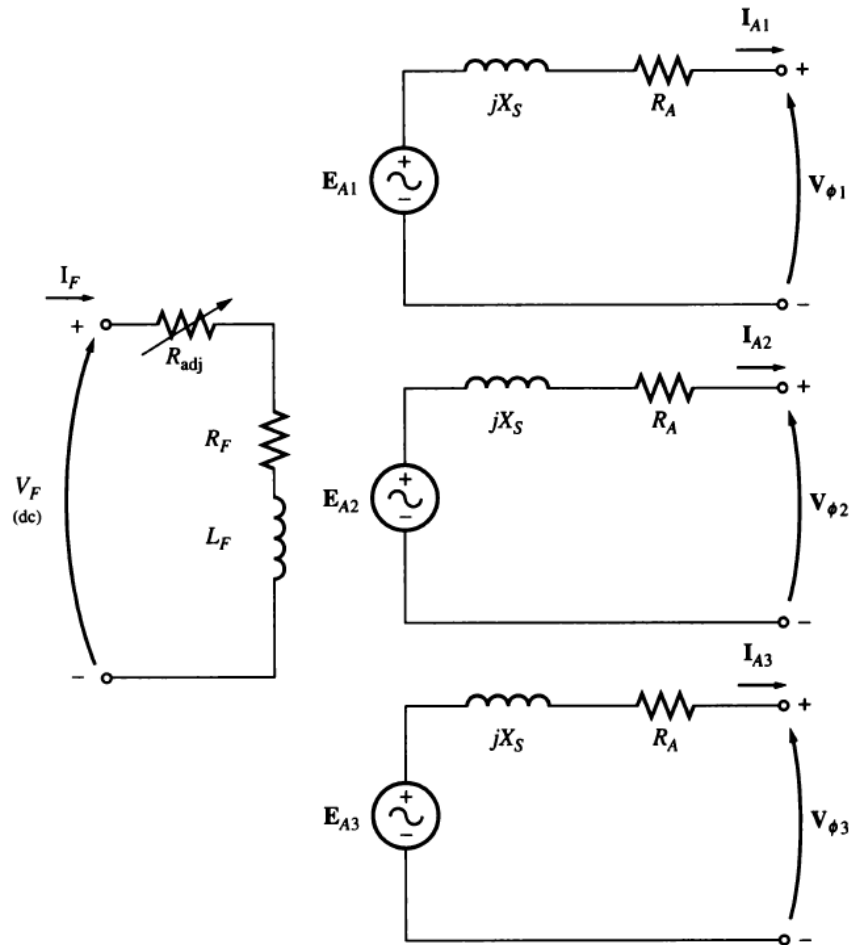 I_A1
+
jX_S
R_A
+
−
E_A1
V_ϕ1
−
I_F
+
R_adj
I_A2
+
jX_S
R_A
R_F
V_F
(dc)
+
−
E_A2
V_ϕ2
L_F
−
−
I_A3
+
jX_S
R_A
+
−
E_A3
V_ϕ3
−